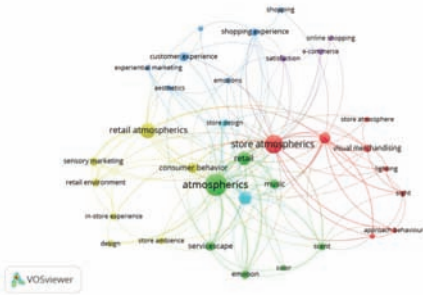 shopping
shopping experience
online shopping
e-commerce
customer experience
satisfaction
experiential marketing
emotions
aesthetics
store design
store atmosphere
retail atmospherics
store atmospherics
visual merchandising
retail
sensory marketing
consumer behavior
lighting
retail environment
atmospherics
music
sight
in-store experience
approach behaviour
design
store ambience
servicescape
scent
color
emotion
VOSviewer